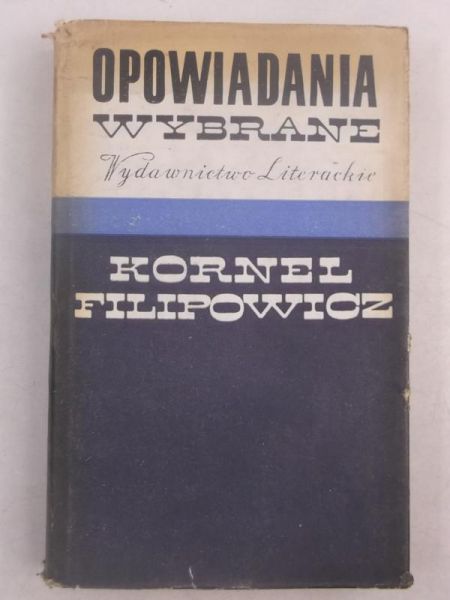 OPOWIADANIA
WYBRANE
Wydawnictwo Literackie
KORNEL
FILIPOWICZ